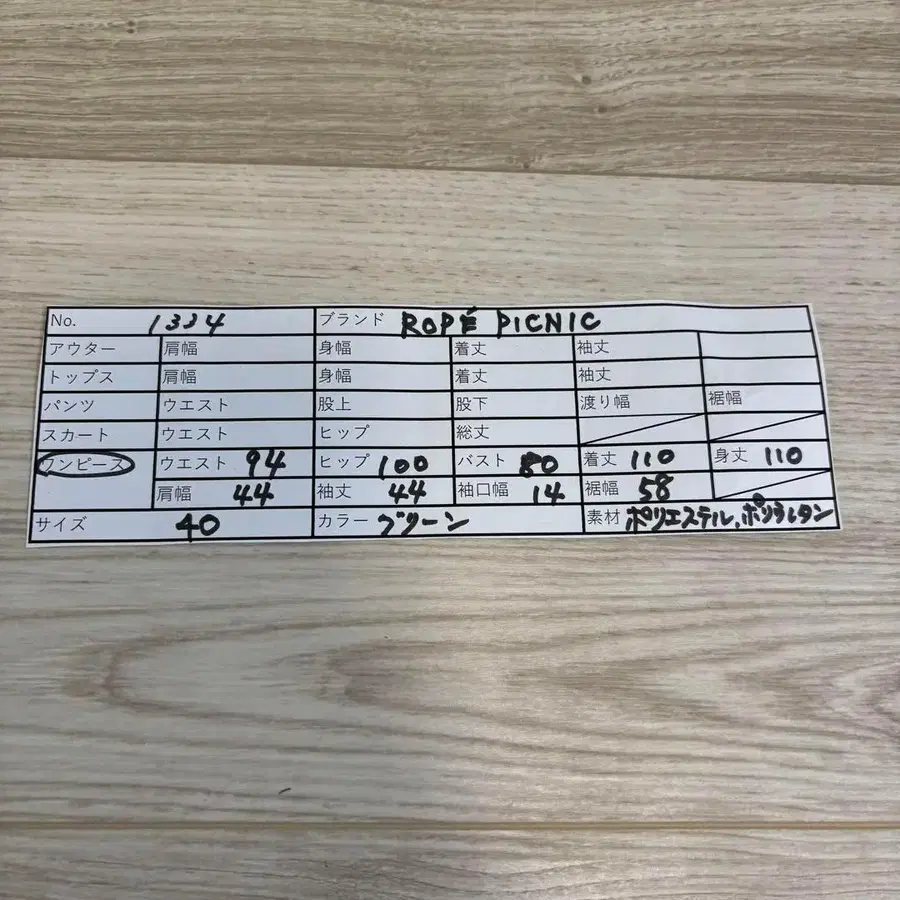 No. 1334 ブランド ROPÉ PICNIC
アウター 肩幅 身幅 着丈 袖丈
トップス 肩幅 身幅 着丈 袖丈
パンツ ウエスト 股上 股下 渡り幅 裾幅
スカート ウエスト ヒップ 総丈
ワンピース ウエスト 94 ヒップ 100 バスト 80 着丈 110 身丈 110
肩幅 44 袖丈 44 袖口幅 14 裾幅 58
サイズ 40 カラー グリーン 素材 ポリエステル、ポリウレタン